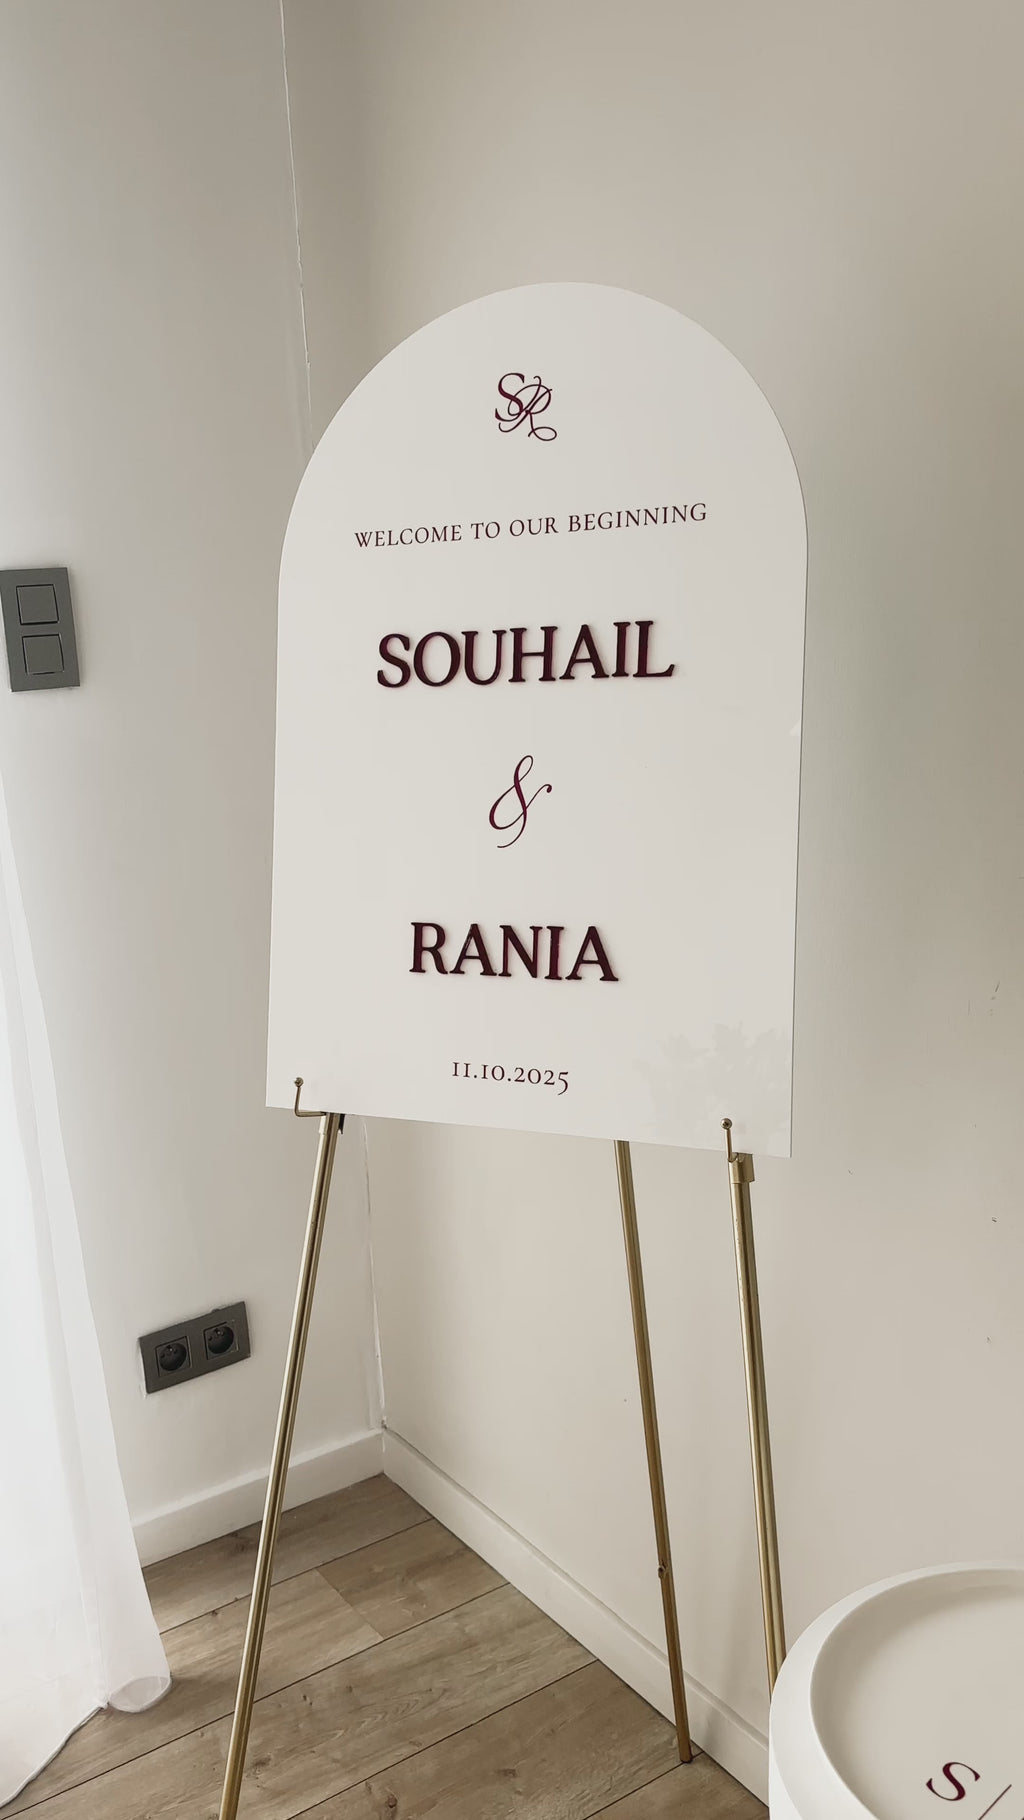 SR
WELCOME TO OUR BEGINNING
SOUHAIL
&
RANIA
11.10.2025
S